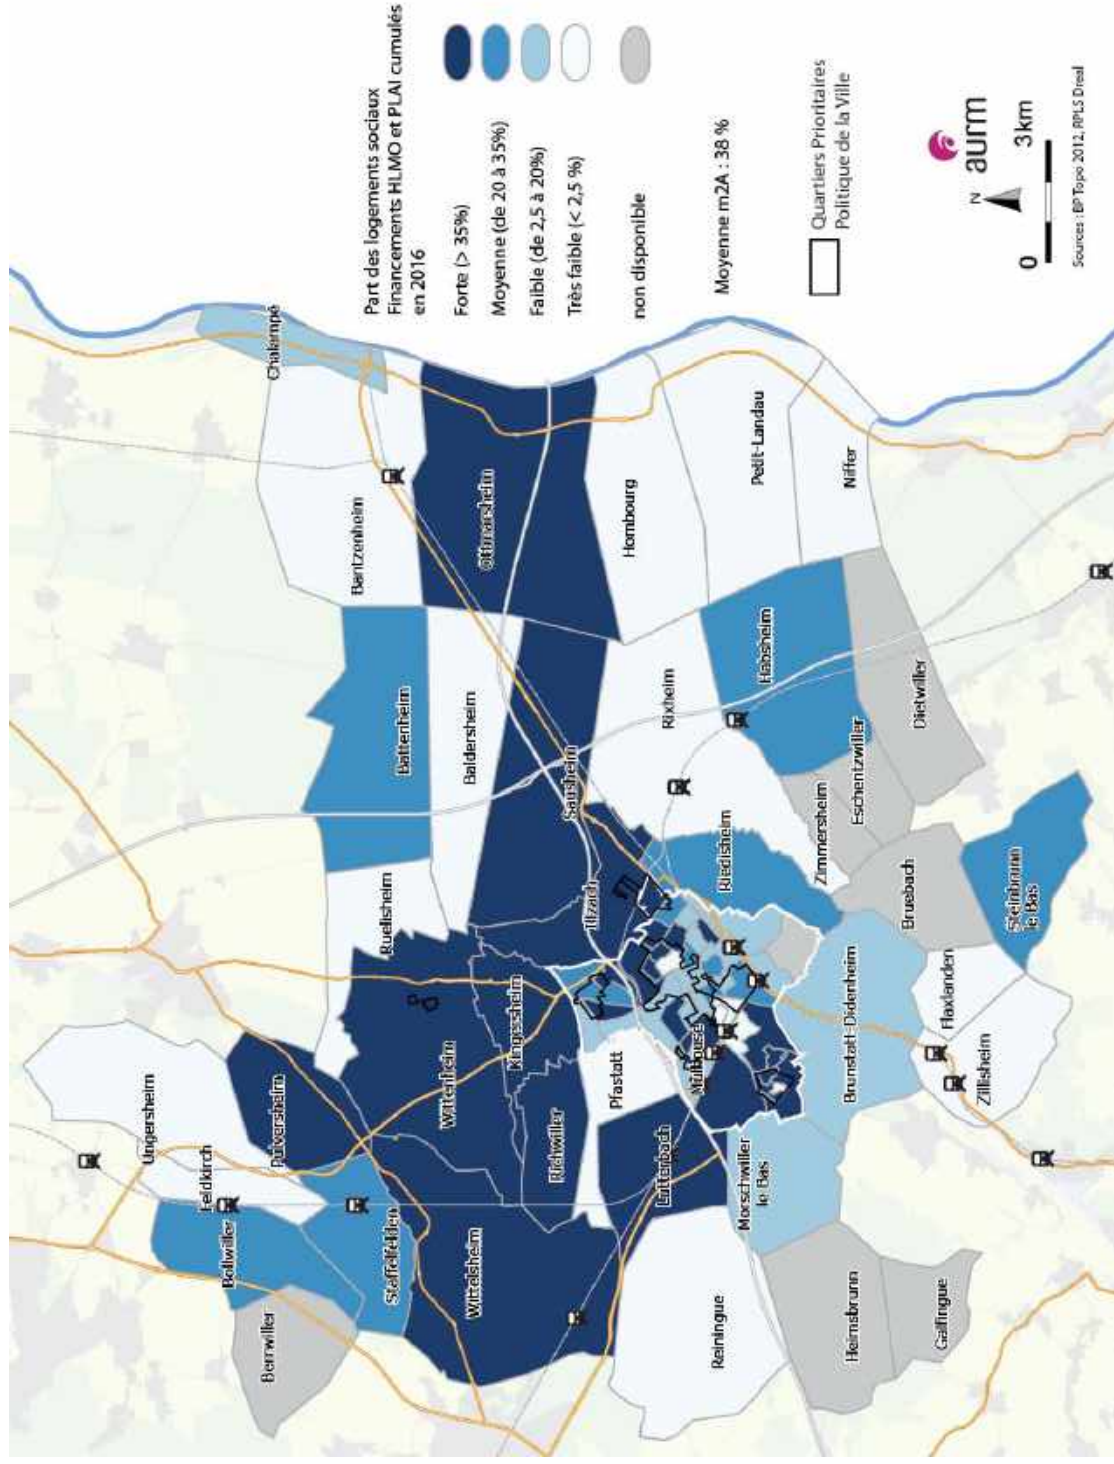 Part des logements sociaux
Financements HLMO et PLAI cumulés
en 2016
Forte (> 35%)
Moyenne (de 20 à 35%)
Faible (de 2,5 à 20%)
Très faible (< 2,5 %)
non disponible
Moyenne m2A : 38 %
Quartiers Prioritaires
Politique de la Ville
N
aurm
0
3km
Sources : BP Topo 2012, RPLS Dreal
Chalampé
Ungersheim
Feldkirch
Bollwiller
Berrwiller
Pulversheim
Staffelfelden
Ruelisheim
Battenheim
Bantzenheim
Wittenheim
Wittelsheim
Baldersheim
Ottmarsheim
Kingersheim
Richwiller
Sausheim
Illzach
Pfastatt
Hombourg
Lutterbach
Rixheim
Reiningue
Mulhouse
Riedisheim
Petit-Landau
Habsheim
Morschwiller
le Bas
Zimmersheim
Niffer
Eschentzwiller
Brunstatt-Didenheim
Heimsbrunn
Dietwiller
Bruebach
Galfingue
Flaxlanden
Zillisheim
Steinbrunn
le Bas